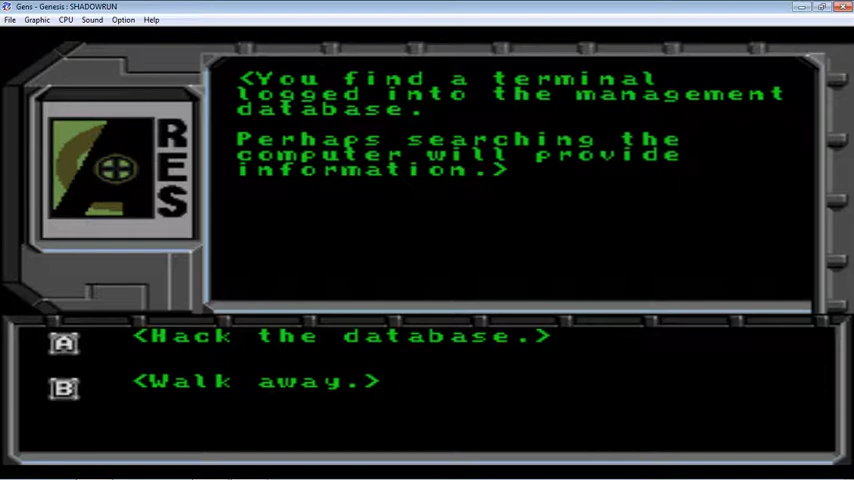 Gens - Genesis : SHADOWRUN
File Graphic CPU Sound Option Help
<You find a terminal
logged into the management
database.
Perhaps searching the
computer will provide
information.>
RES
A <Hack the database.>
B <Walk away.>